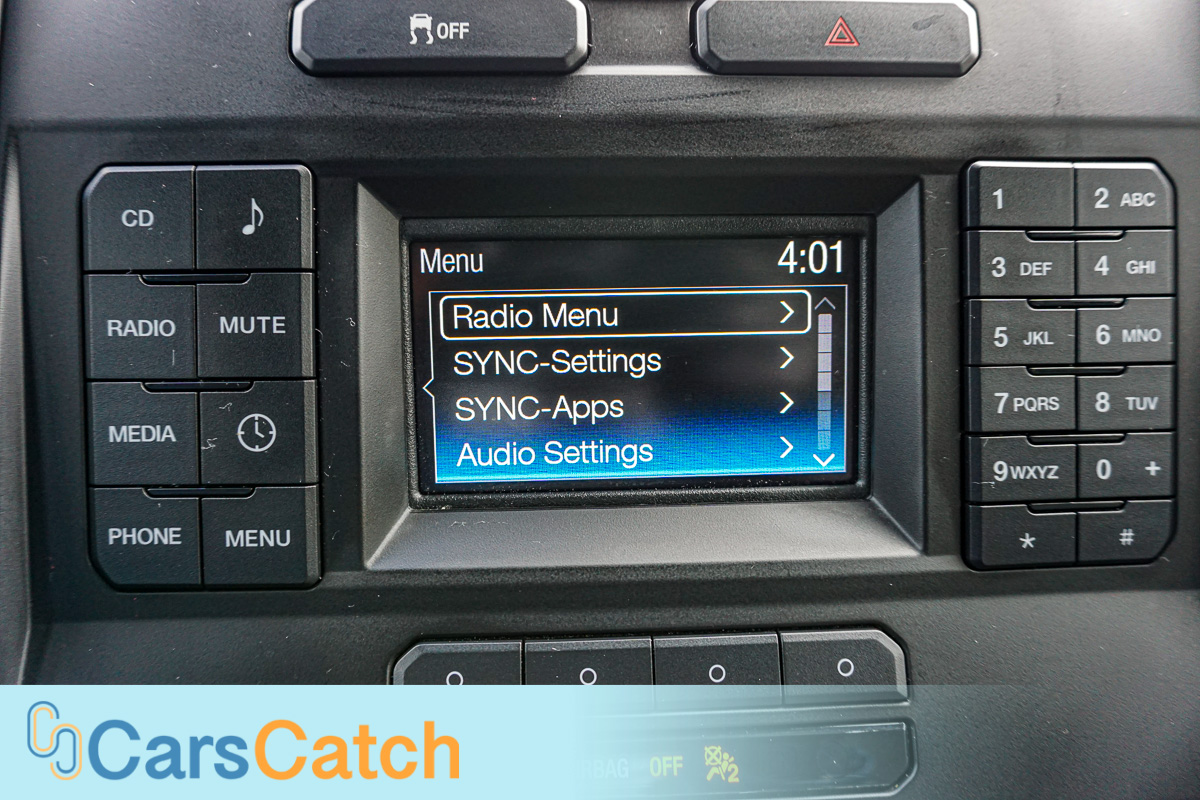 OFF
CD
RADIO MUTE
MEDIA
PHONE MENU
Menu 4:01
Radio Menu
SYNC-Settings
SYNC-Apps
Audio Settings
1 2 ABC
3 DEF 4 GHI
5 JKL 6 MNO
7 PQRS 8 TUV
9 WXYZ 0 +
* #
CarsCatch
OFF 2